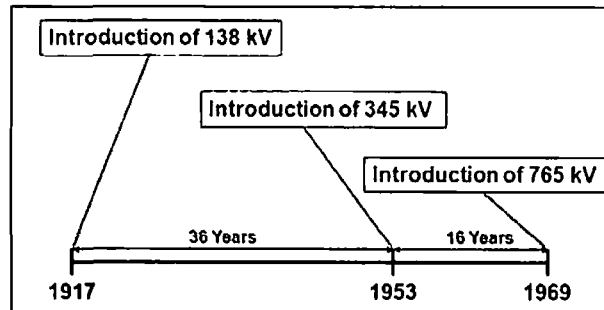 Introduction of 138 kV
Introduction of 345 kV
Introduction of 765 kV
36 Years
16 Years
1917
1953
1969